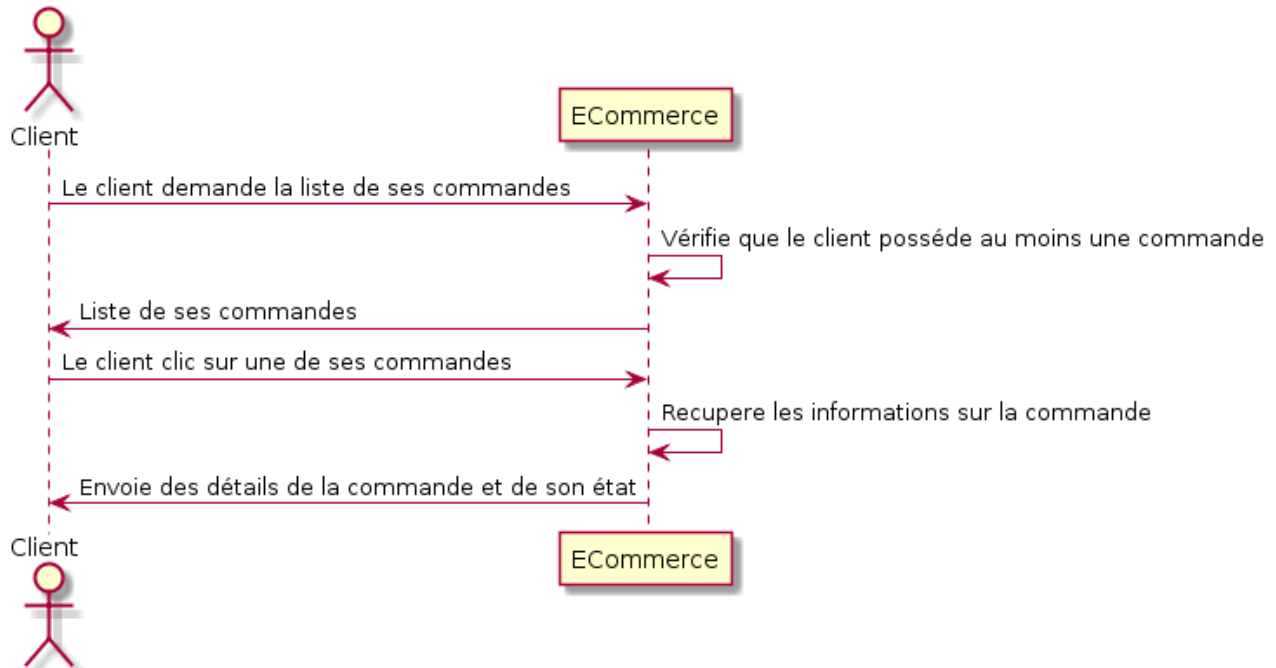 Client
ECommerce
Le client demande la liste de ses commandes
Vérifie que le client posséde au moins une commande
Liste de ses commandes
Le client clic sur une de ses commandes
Recupere les informations sur la commande
Envoie des détails de la commande et de son état
Client
ECommerce